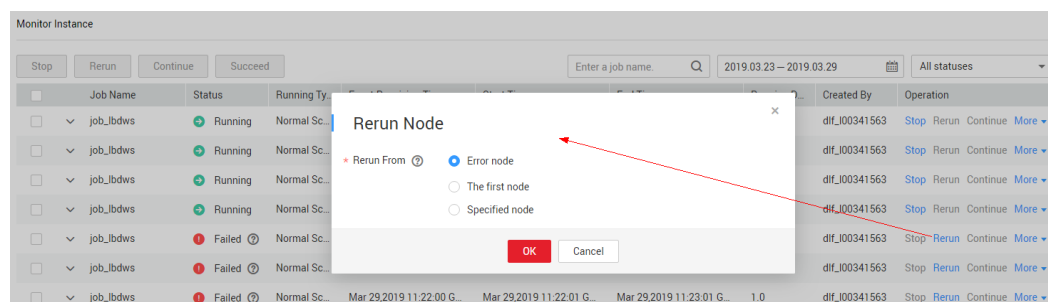 Monitor Instance
Stop Rerun Continue Succeed Enter a job name. 2019.03.23 – 2019.03.29 All statuses
Job Name Status Running Ty... Created By Operation
job_lbdws Running Normal Sc... dlf_l00341563 Stop Rerun Continue More
job_lbdws Running Normal Sc... dlf_l00341563 Stop Rerun Continue More
job_lbdws Running Normal Sc... dlf_l00341563 Stop Rerun Continue More
job_lbdws Running Normal Sc... dlf_l00341563 Stop Rerun Continue More
job_lbdws Failed Normal Sc... dlf_l00341563 Stop Rerun Continue More
job_lbdws Failed Normal Sc... dlf_l00341563 Stop Rerun Continue More
job_lbdws Failed Normal Sc... Mar 29,2019 11:22:00 G... Mar 29,2019 11:22:01 G... Mar 29,2019 11:23:01 G... 1.0 dlf_l00341563 Stop Rerun Continue More
Rerun Node
* Rerun From Error node
The first node
Specified node
OK Cancel